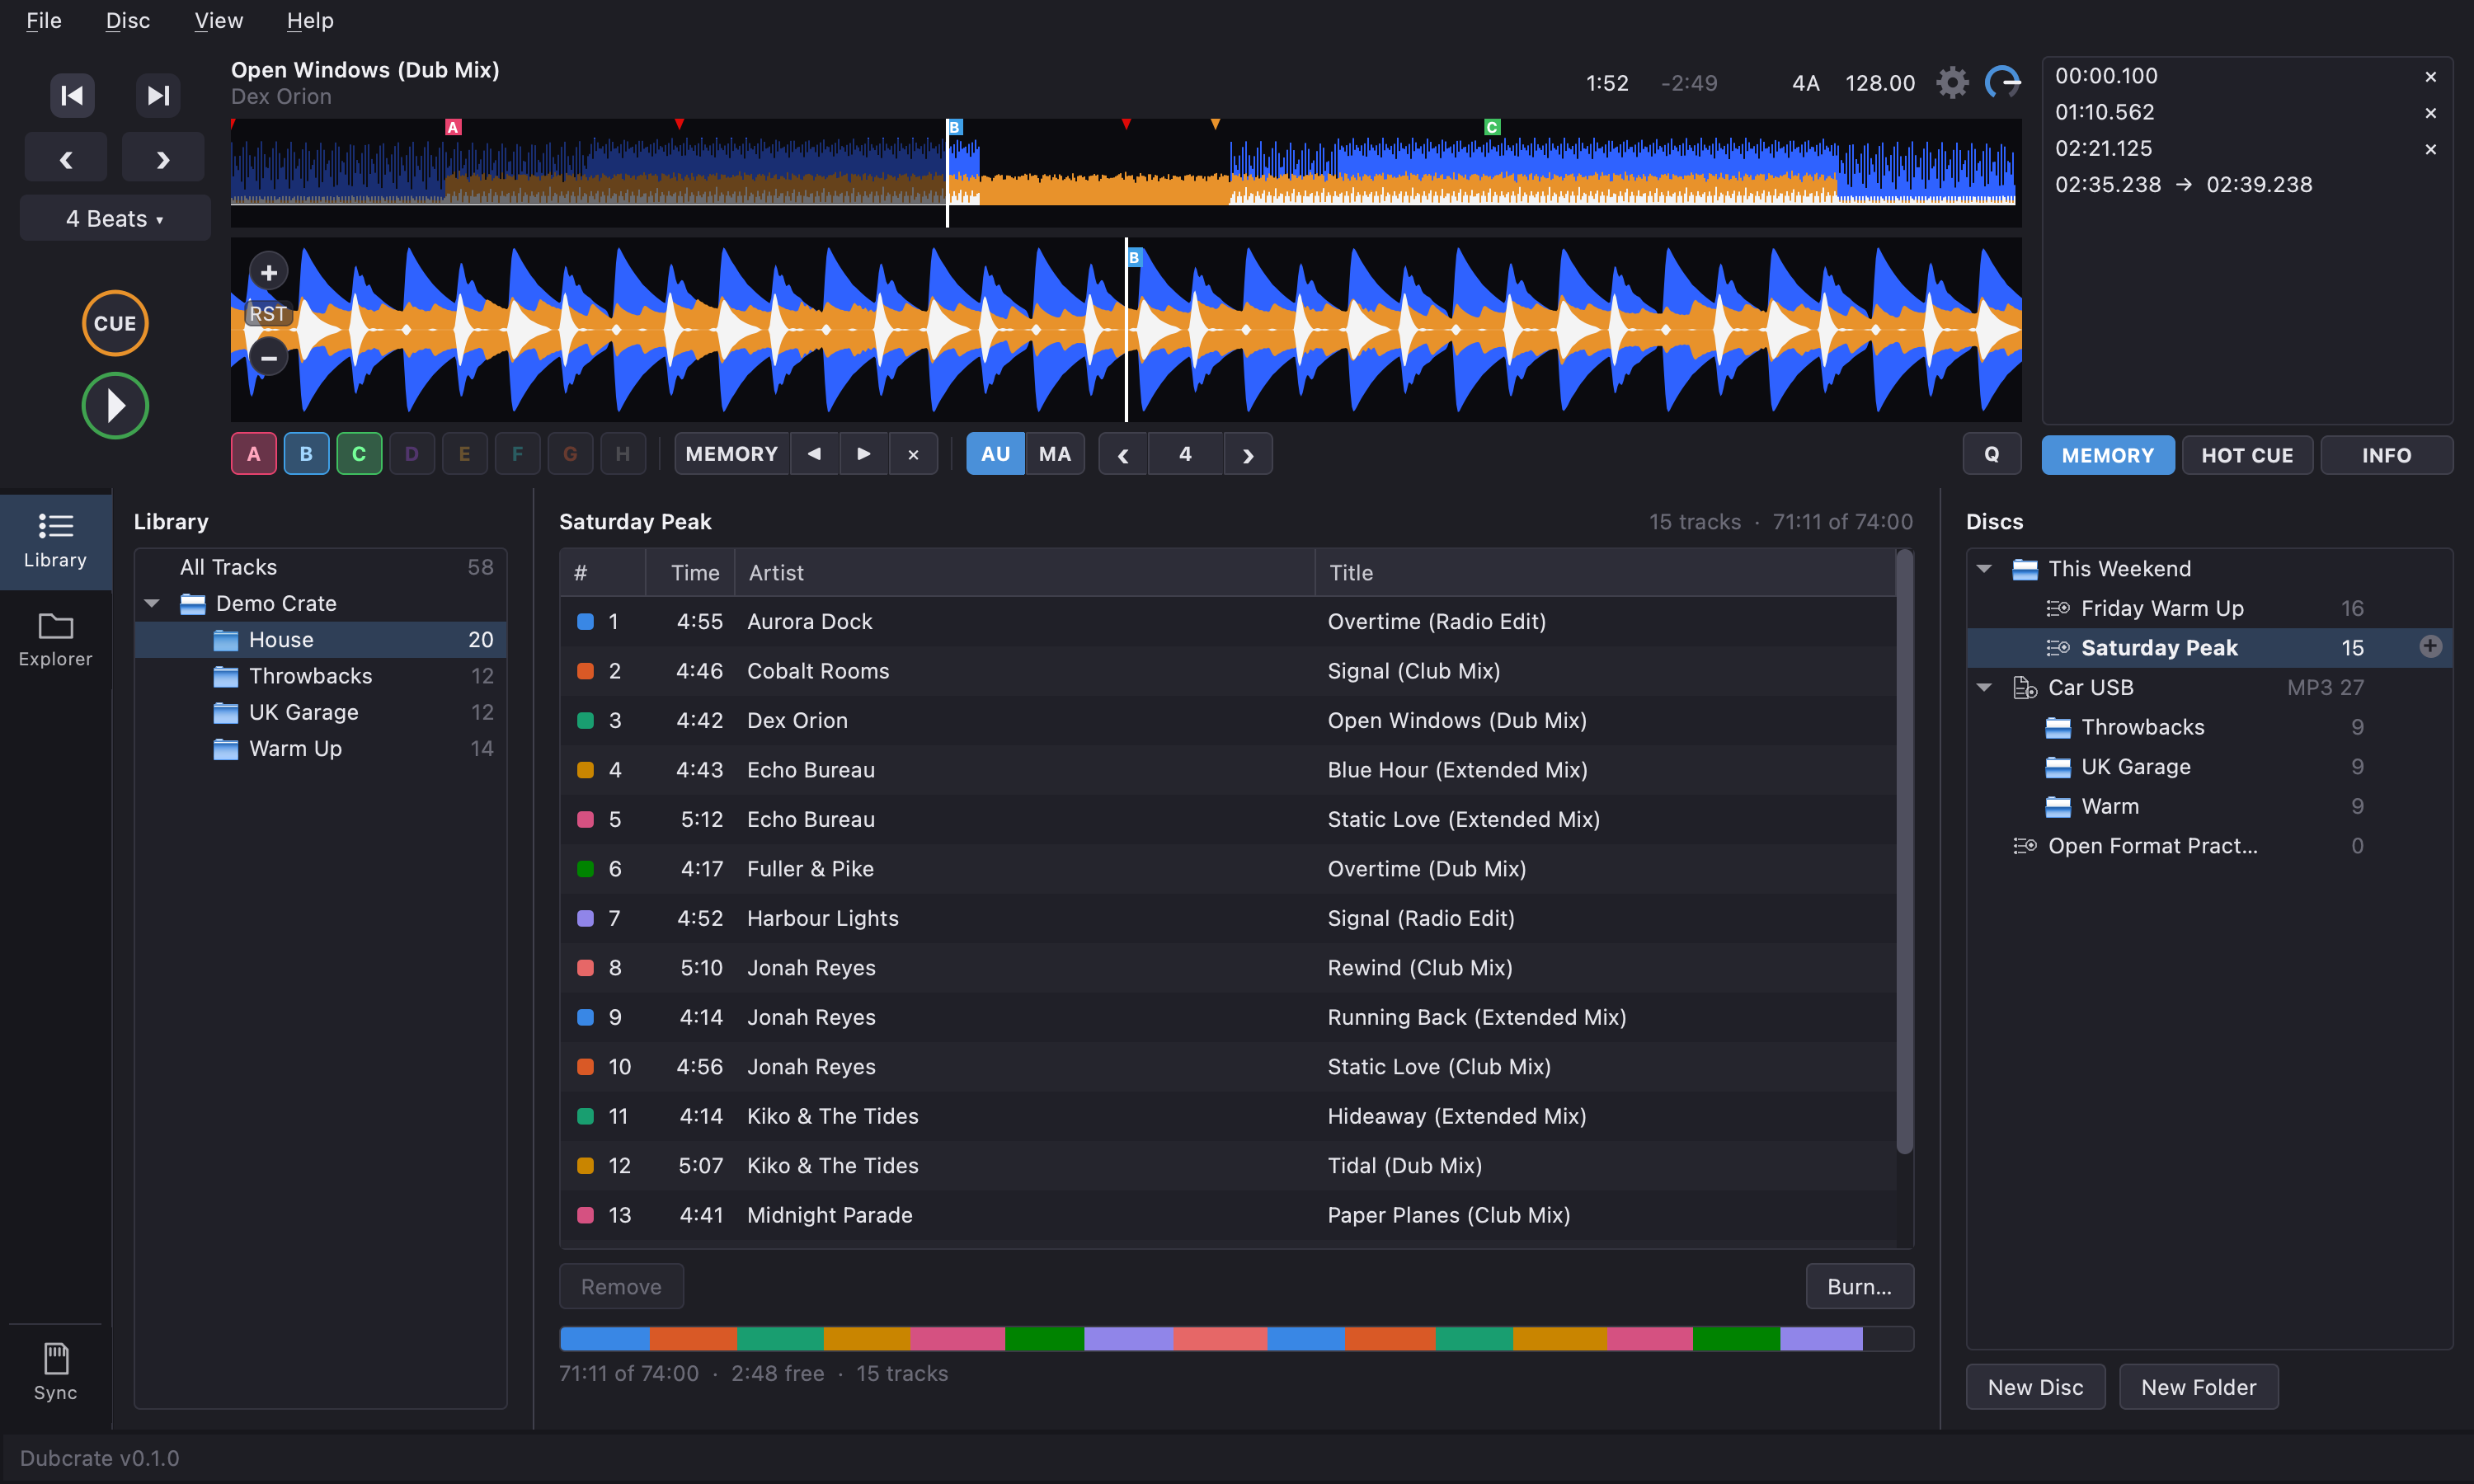 File Disc View Help
Open Windows (Dub Mix)
Dex Orion
1:52 -2:49 4A 128.00
00:00.100 ×
01:10.562 ×
02:21.125 ×
02:35.238 → 02:39.238
A B C
4 Beats ▾
B
+
RST
−
CUE
A B C D E F G H
MEMORY ◀ ▶ ×
AU MA
‹ 4 ›
Q
MEMORY HOT CUE INFO
Library
Explorer
Sync
Library
All Tracks 58
Demo Crate
House 20
Throwbacks 12
UK Garage 12
Warm Up 14
Saturday Peak 15 tracks · 71:11 of 74:00
# Time Artist Title
1 4:55 Aurora Dock Overtime (Radio Edit)
2 4:46 Cobalt Rooms Signal (Club Mix)
3 4:42 Dex Orion Open Windows (Dub Mix)
4 4:43 Echo Bureau Blue Hour (Extended Mix)
5 5:12 Echo Bureau Static Love (Extended Mix)
6 4:17 Fuller & Pike Overtime (Dub Mix)
7 4:52 Harbour Lights Signal (Radio Edit)
8 5:10 Jonah Reyes Rewind (Club Mix)
9 4:14 Jonah Reyes Running Back (Extended Mix)
10 4:56 Jonah Reyes Static Love (Club Mix)
11 4:14 Kiko & The Tides Hideaway (Extended Mix)
12 5:07 Kiko & The Tides Tidal (Dub Mix)
13 4:41 Midnight Parade Paper Planes (Club Mix)
Remove Burn...
71:11 of 74:00 · 2:48 free · 15 tracks
Discs
This Weekend
Friday Warm Up 16
Saturday Peak 15
Car USB MP3 27
Throwbacks 9
UK Garage 9
Warm 9
Open Format Pract... 0
New Disc New Folder
Dubcrate v0.1.0